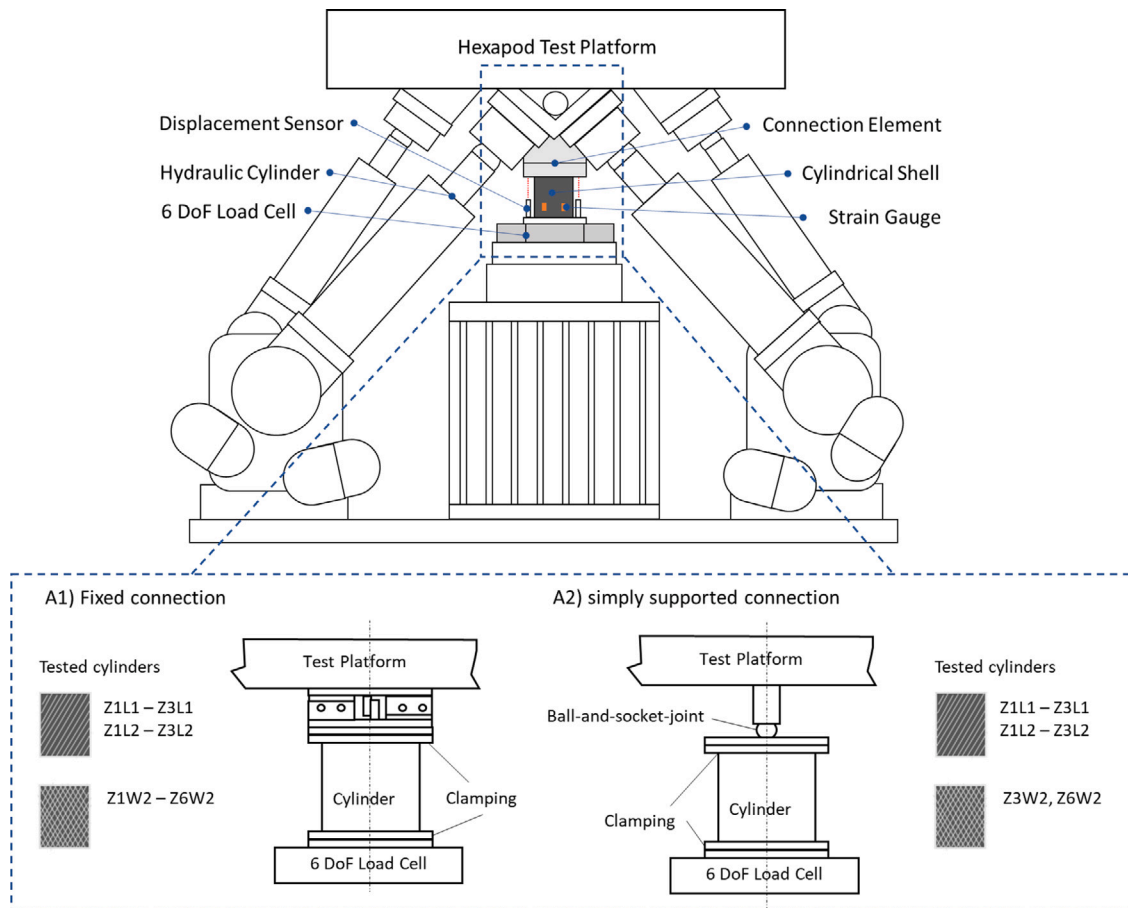 Hexapod Test Platform
Displacement Sensor
Hydraulic Cylinder
6 DoF Load Cell
Connection Element
Cylindrical Shell
Strain Gauge
A1) Fixed connection
Tested cylinders
Z1L1 – Z3L1
Z1L2 – Z3L2
Z1W2 – Z6W2
Test Platform
Cylinder
Clamping
6 DoF Load Cell
A2) simply supported connection
Test Platform
Ball-and-socket-joint
Cylinder
Clamping
6 DoF Load Cell
Tested cylinders
Z1L1 – Z3L1
Z1L2 – Z3L2
Z3W2, Z6W2